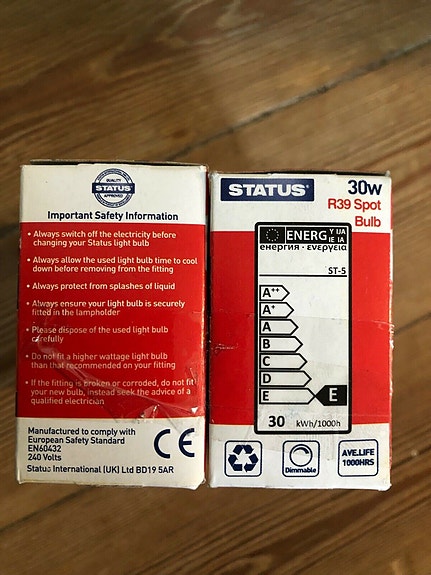 QUALITY
STATUS
APPROVED
Important Safety Information
• Always switch off the electricity before
changing your Status light bulb
• Always allow the used light bulb time to cool
down before removing from the fitting
• Always protect from splashes of liquid
• Always ensure your light bulb is securely
fitted in the lampholder
• Please dispose of the used light bulb
carefully
• Do not fit a higher wattage light bulb
than that recommended on your fitting
• If the fitting is broken or corroded, do not fit
your new bulb, instead seek the advice of a
qualified electrician
Manufactured to comply with
European Safety Standard
EN60432
240 Volts
CE
Status International (UK) Ltd BD19 5AR
STATUS®
30w
R39 Spot
Bulb
ENERG Y IJA
IE IA
енергия · ενεργεια
ST-5
A++
A+
A
B
C
D
E
E
30 kWh/1000h
Dimmable
AVE.LIFE
1000HRS